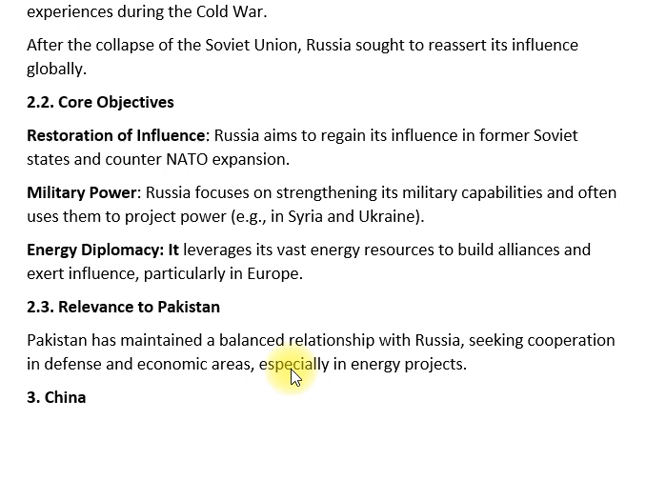 experiences during the Cold War.
After the collapse of the Soviet Union, Russia sought to reassert its influence
globally.
2.2. Core Objectives
Restoration of Influence: Russia aims to regain its influence in former Soviet
states and counter NATO expansion.
Military Power: Russia focuses on strengthening its military capabilities and often
uses them to project power (e.g., in Syria and Ukraine).
Energy Diplomacy: It leverages its vast energy resources to build alliances and
exert influence, particularly in Europe.
2.3. Relevance to Pakistan
Pakistan has maintained a balanced relationship with Russia, seeking cooperation
in defense and economic areas, especially in energy projects.
3. China